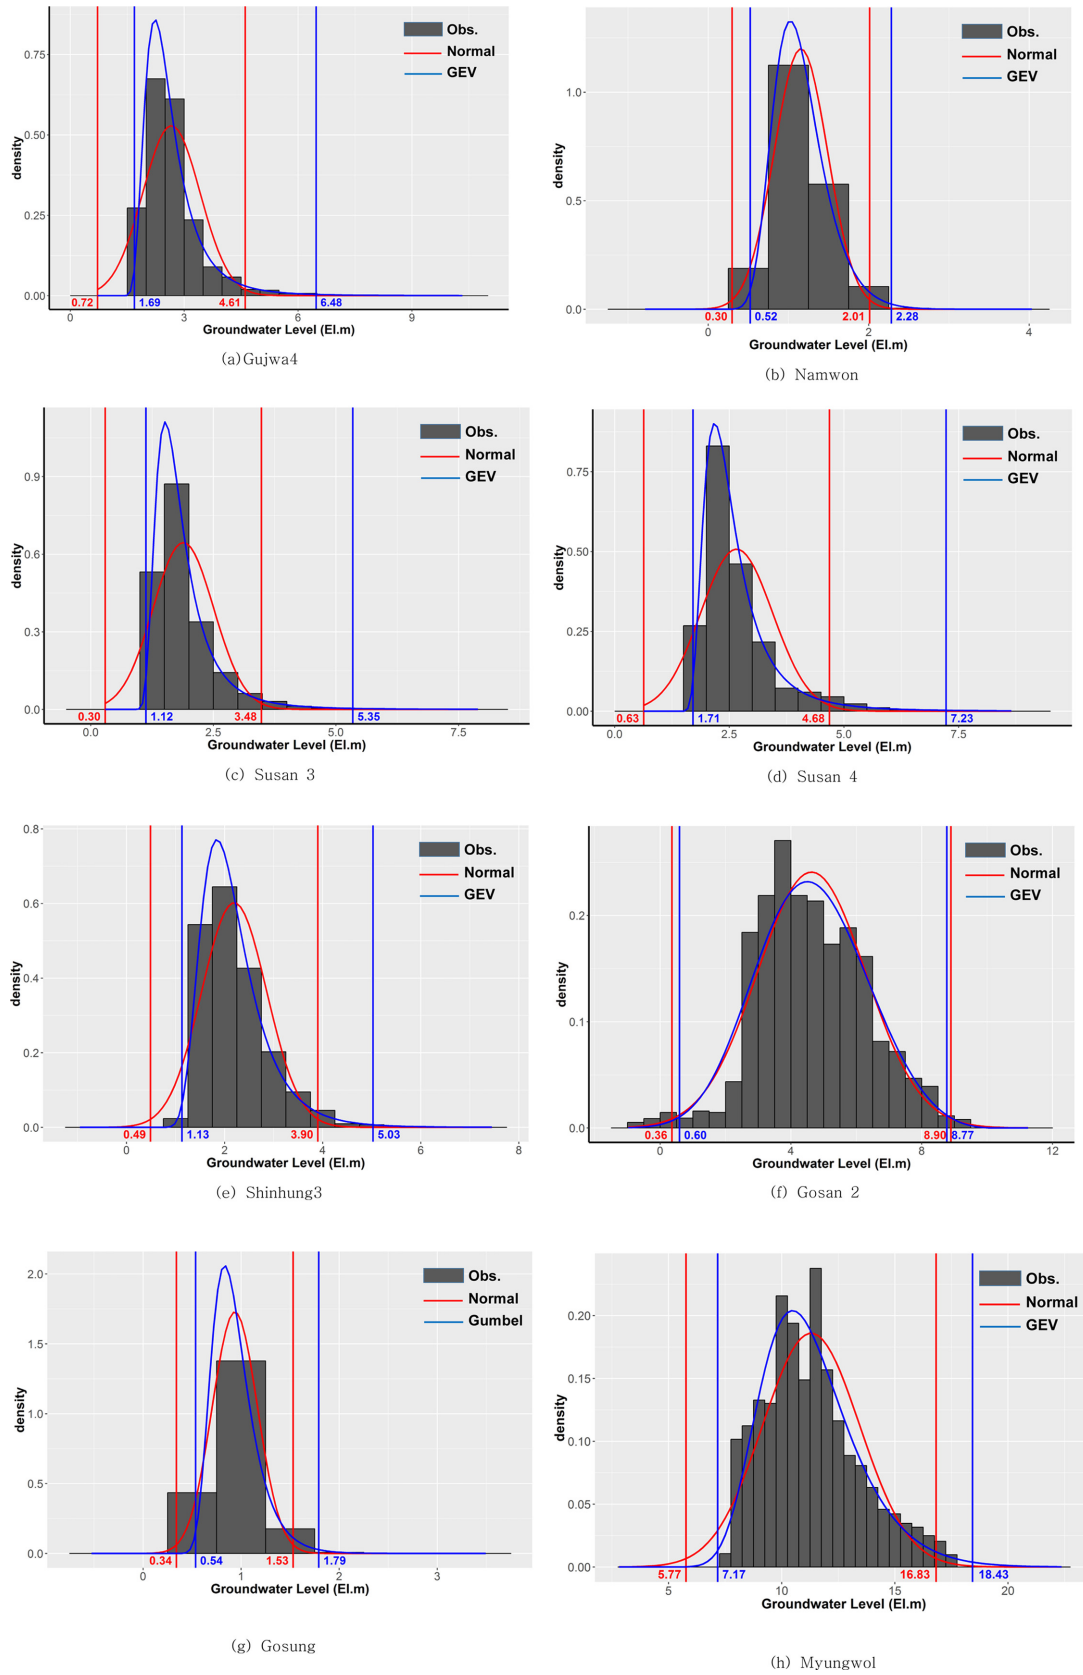 Obs.
Normal
GEV
0.75
0.50
0.25
0.00
density
0.72 1.69 4.61 6.48
0 3 6 9
Groundwater Level (El.m)
(a)Gujwa4
Obs.
Normal
GEV
1.0
0.5
0.0
density
0.30 0.52 2.01 2.28
0 2 4
Groundwater Level (El.m)
(b) Namwon
Obs.
Normal
GEV
0.9
0.6
0.3
0.0
density
0.30 1.12 3.48 5.35
0.0 2.5 5.0 7.5
Groundwater Level (El.m)
(c) Susan 3
Obs.
Normal
GEV
0.75
0.50
0.25
0.00
density
0.63 1.71 4.68 7.23
0.0 2.5 5.0 7.5
Groundwater Level (El.m)
(d) Susan 4
Obs.
Normal
GEV
0.8
0.6
0.4
0.2
0.0
density
0.49 1.13 3.90 5.03
0 2 4 6 8
Groundwater Level (El.m)
(e) Shinhung3
Obs.
Normal
GEV
0.2
0.1
0.0
density
0.36 0.60 8.90 8.77
0 4 8 12
Groundwater Level (El.m)
(f) Gosan 2
Obs.
Normal
Gumbel
2.0
1.5
1.0
0.5
0.0
density
0.34 0.54 1.53 1.79
0 1 2 3
Groundwater Level (El.m)
(g) Gosung
Obs.
Normal
GEV
0.20
0.15
0.10
0.05
0.00
density
5.77 7.17 16.83 18.43
5 10 15 20
Groundwater Level (El.m)
(h) Myungwol